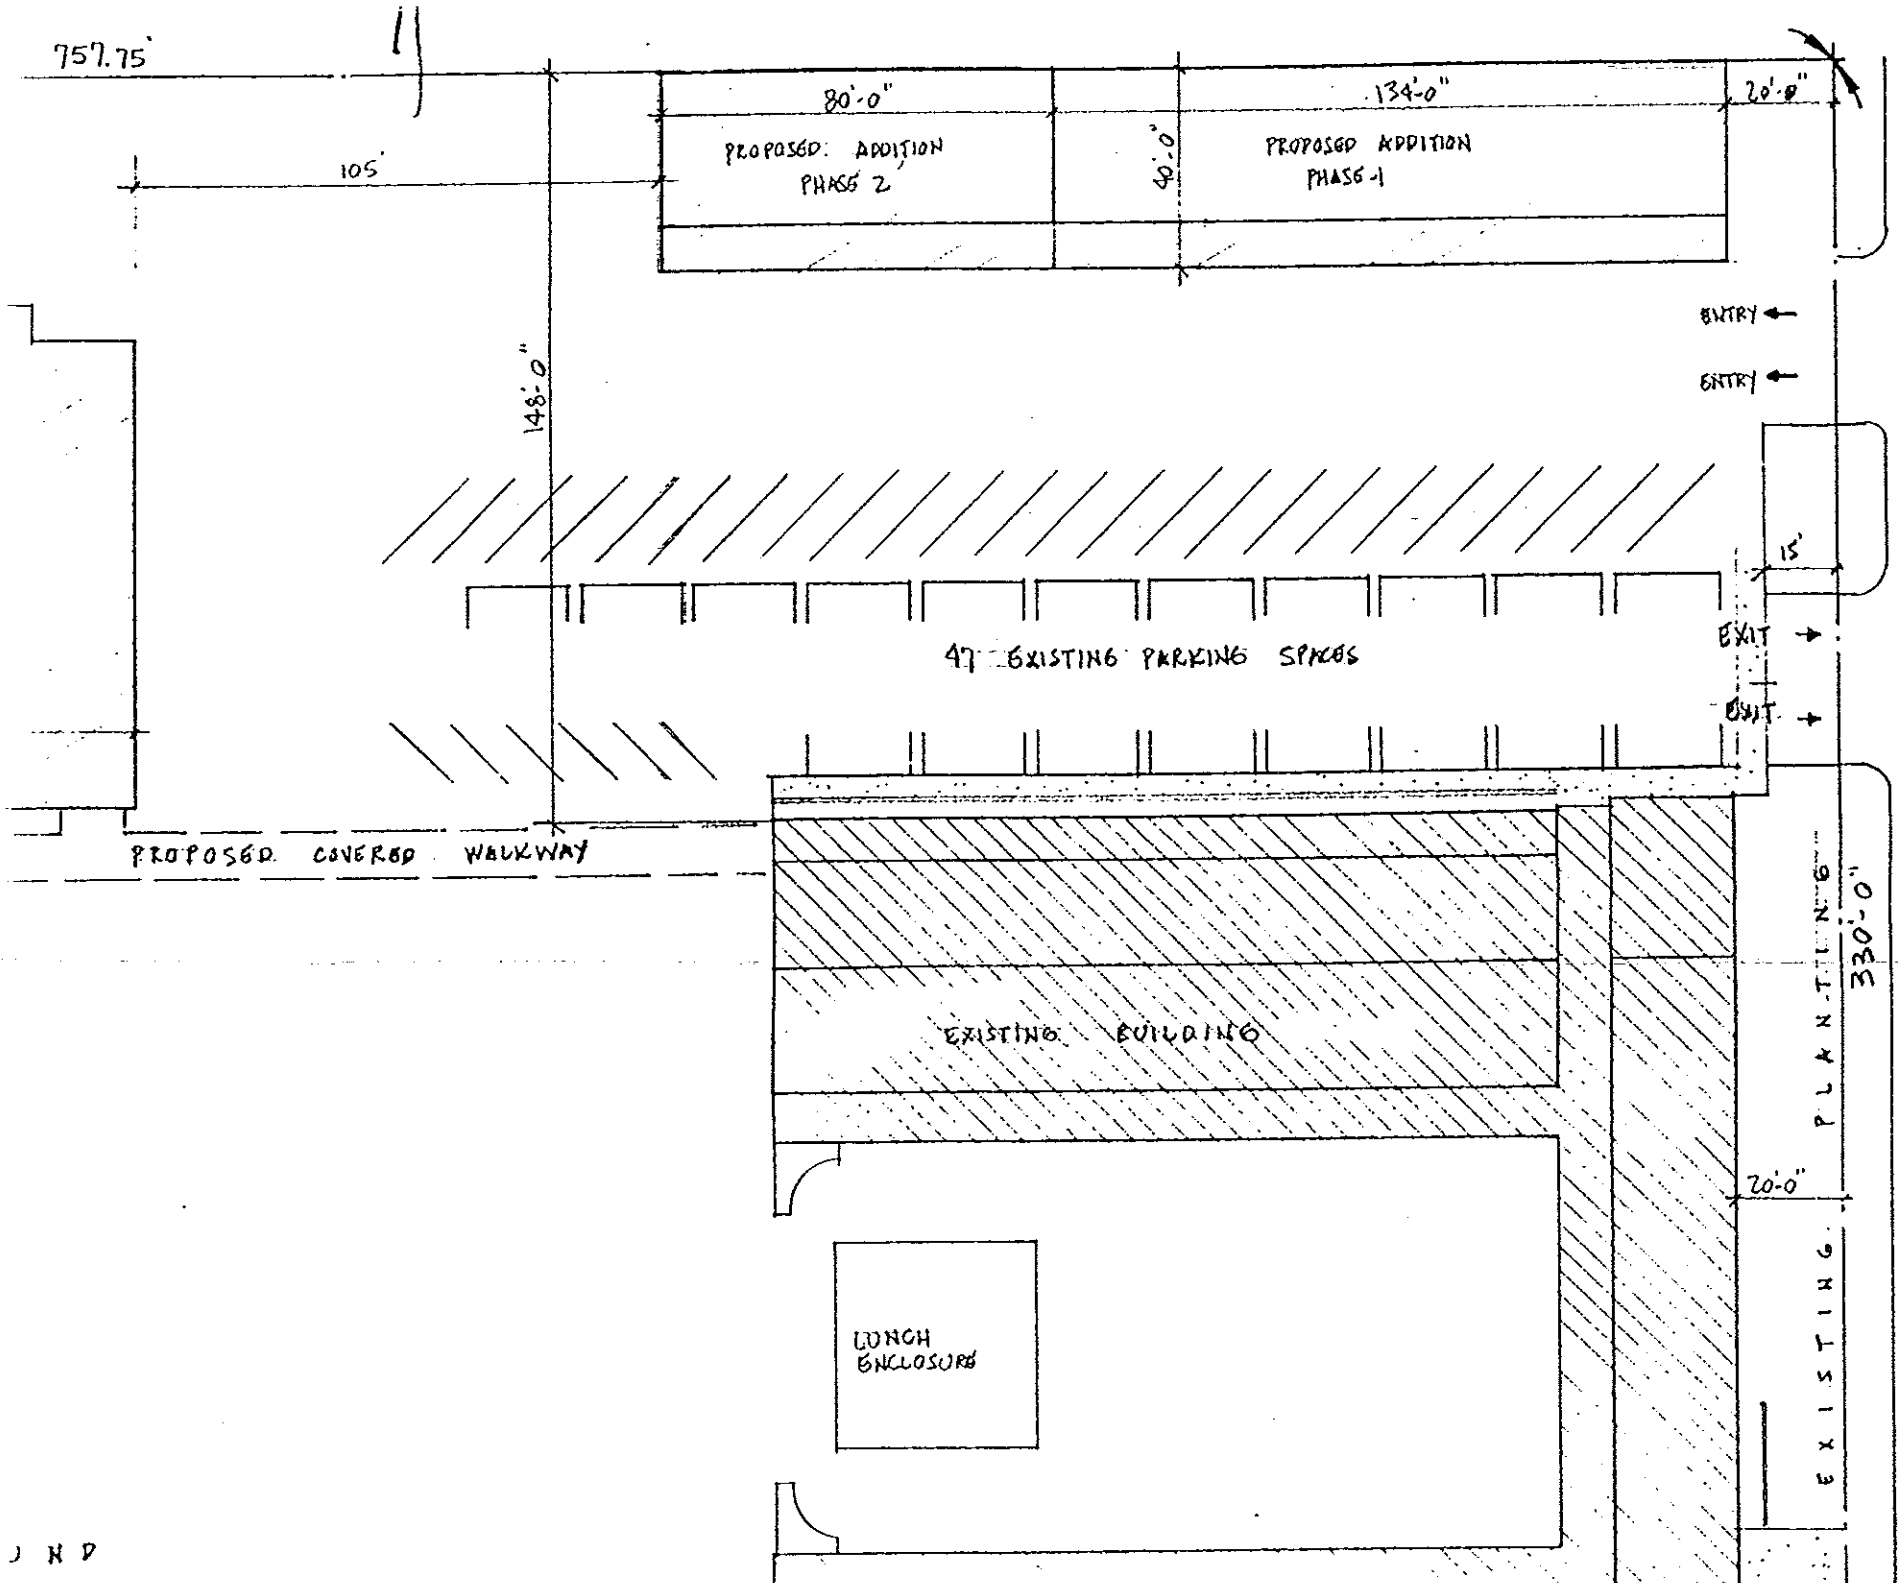 757.75'
80'-0"
134'-0"
20'-0"
PROPOSED: ADDITION
PHASE 2
40'-0"
PROPOSED ADDITION
PHASE-1
105'
ENTRY
ENTRY
148'-0"
15'
47 EXISTING PARKING SPACES
EXIT
EXIT
PROPOSED COVERED WALKWAY
EXISTING PLANTING
330'-0"
EXISTING BUILDING
20'-0"
LUNCH
ENCLOSURE